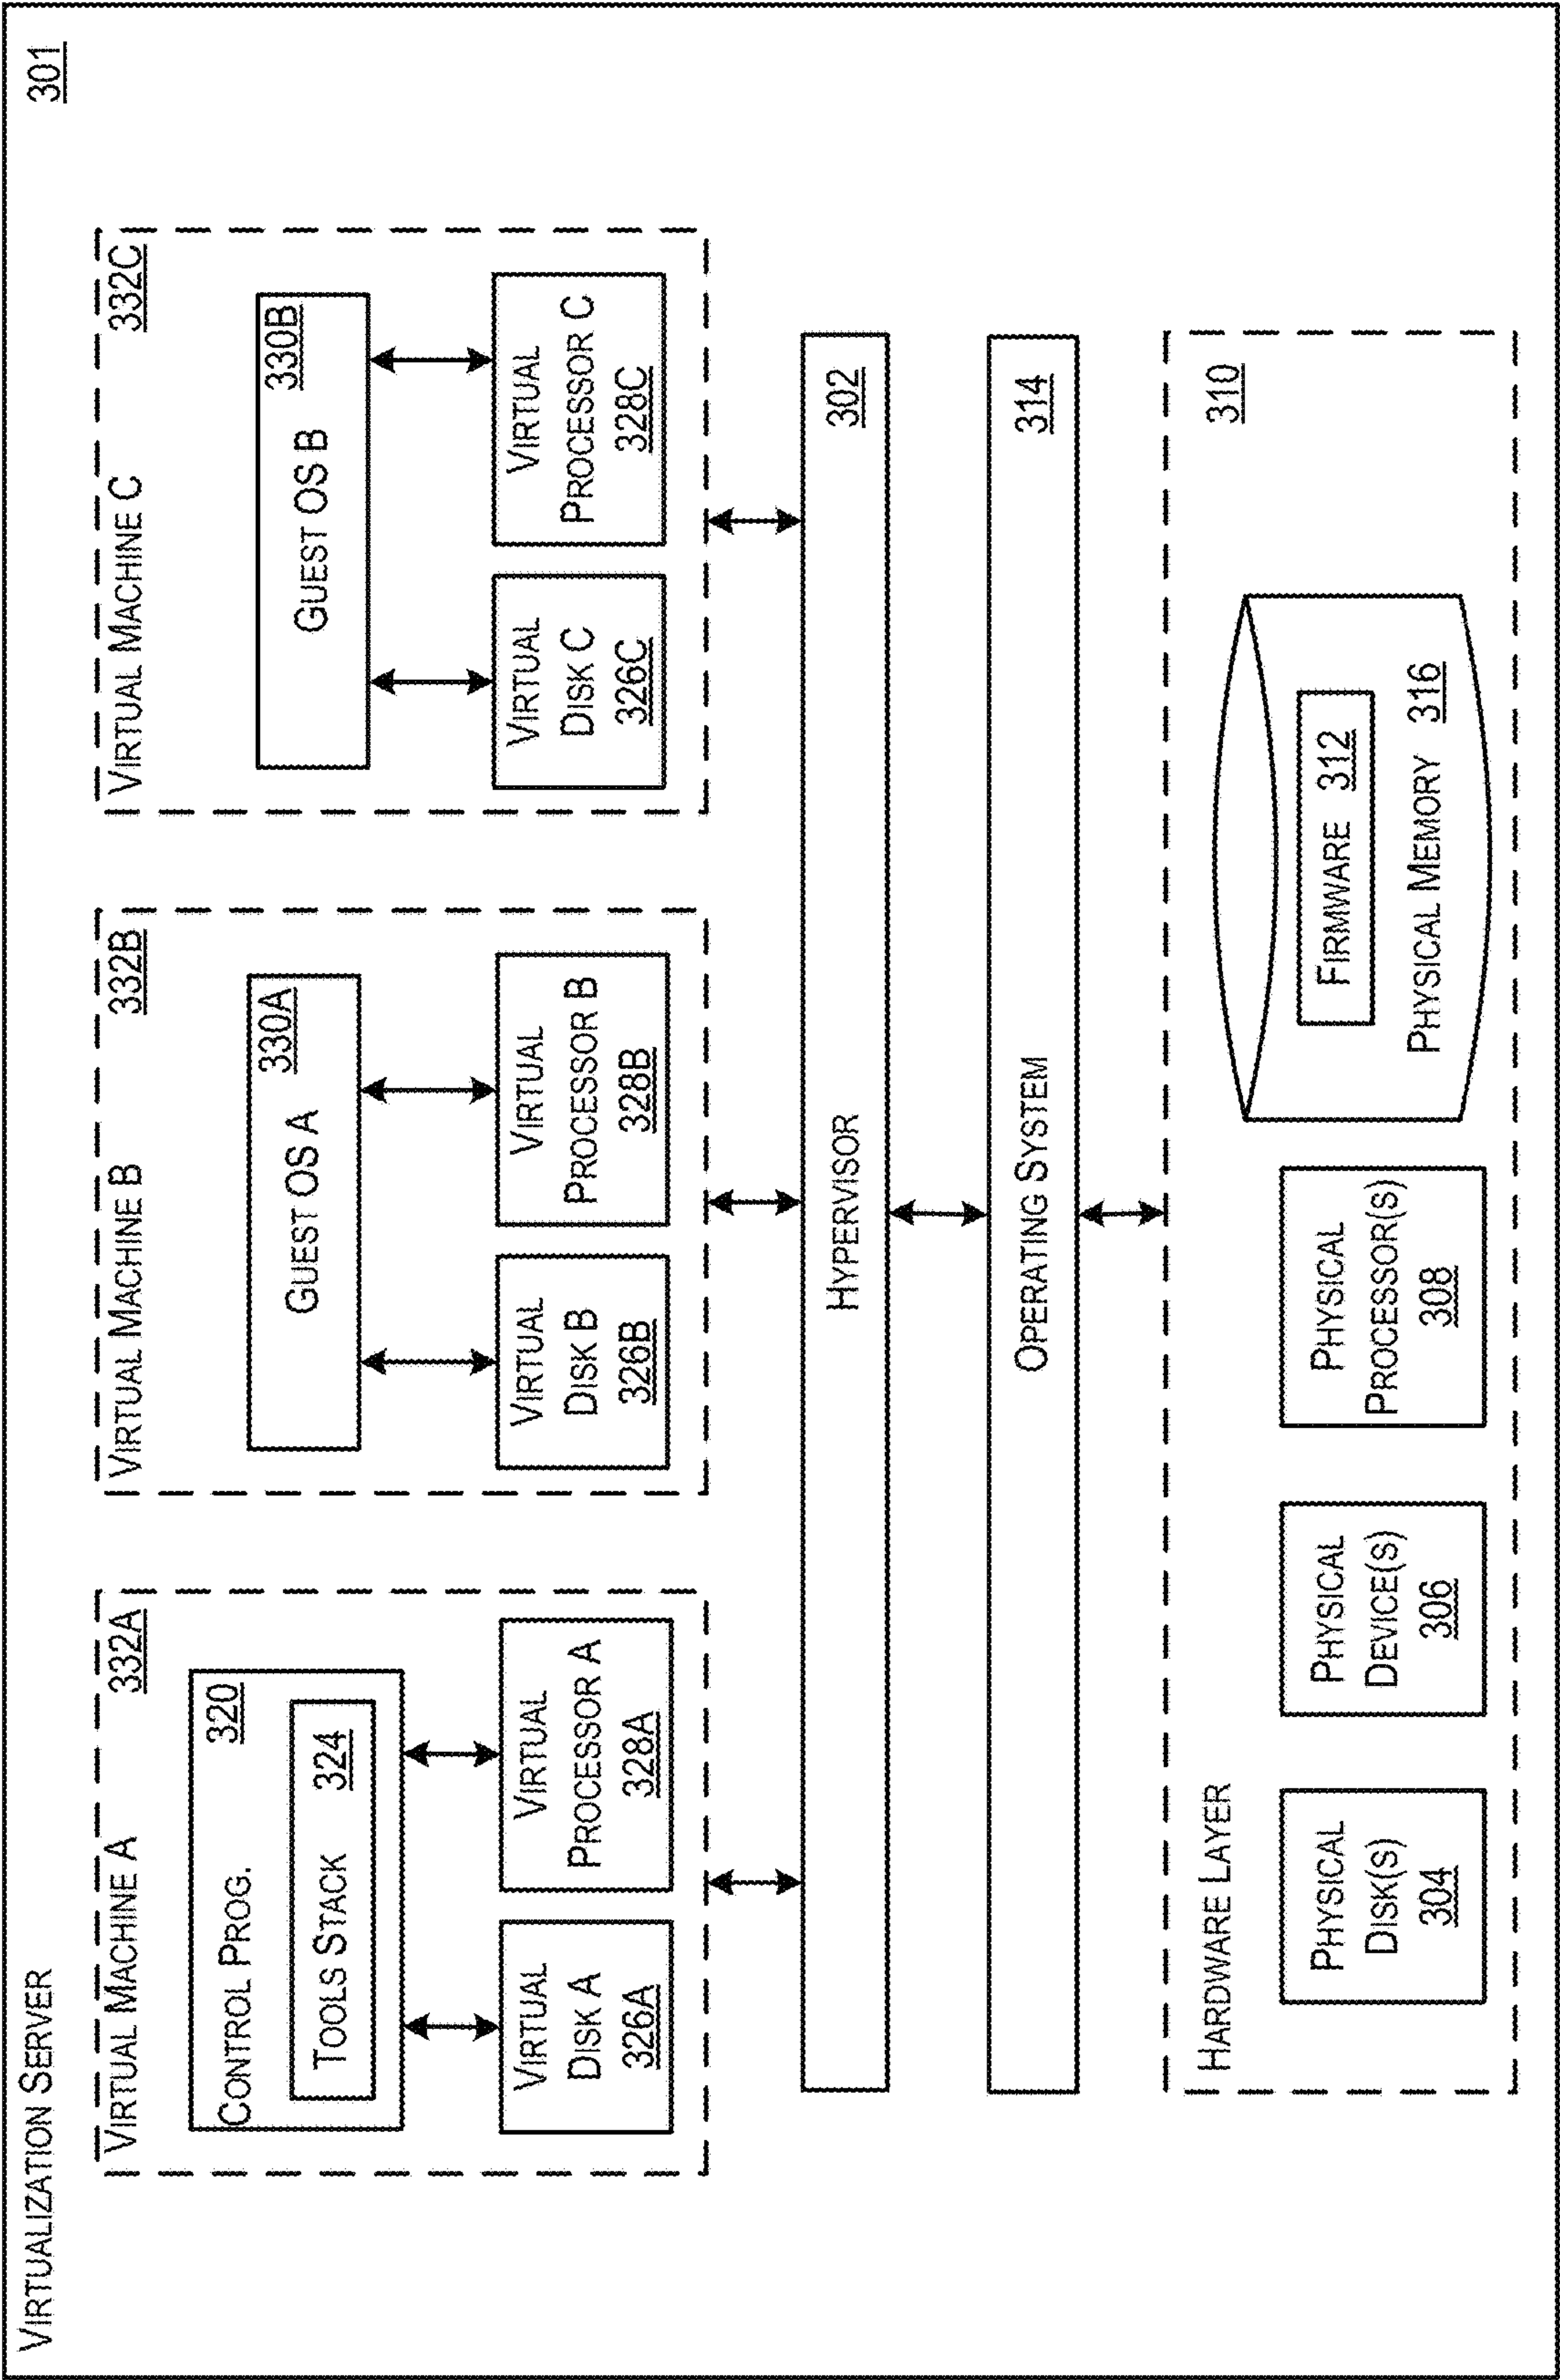 VIRTUALIZATION SERVER
301
VIRTUAL MACHINE A
332A
CONTROL PROG.
320
TOOLS STACK
324
VIRTUAL
DISK A
326A
VIRTUAL
PROCESSOR A
328A
VIRTUAL MACHINE B
332B
GUEST OS A
330A
VIRTUAL
DISK B
326B
VIRTUAL
PROCESSOR B
328B
VIRTUAL MACHINE C
332C
GUEST OS B
330B
VIRTUAL
DISK C
326C
VIRTUAL
PROCESSOR C
328C
HYPERVISOR
302
OPERATING SYSTEM
314
HARDWARE LAYER
310
PHYSICAL
DISK(S)
304
PHYSICAL
DEVICE(S)
306
PHYSICAL
PROCESSOR(S)
308
FIRMWARE 312
PHYSICAL MEMORY 316